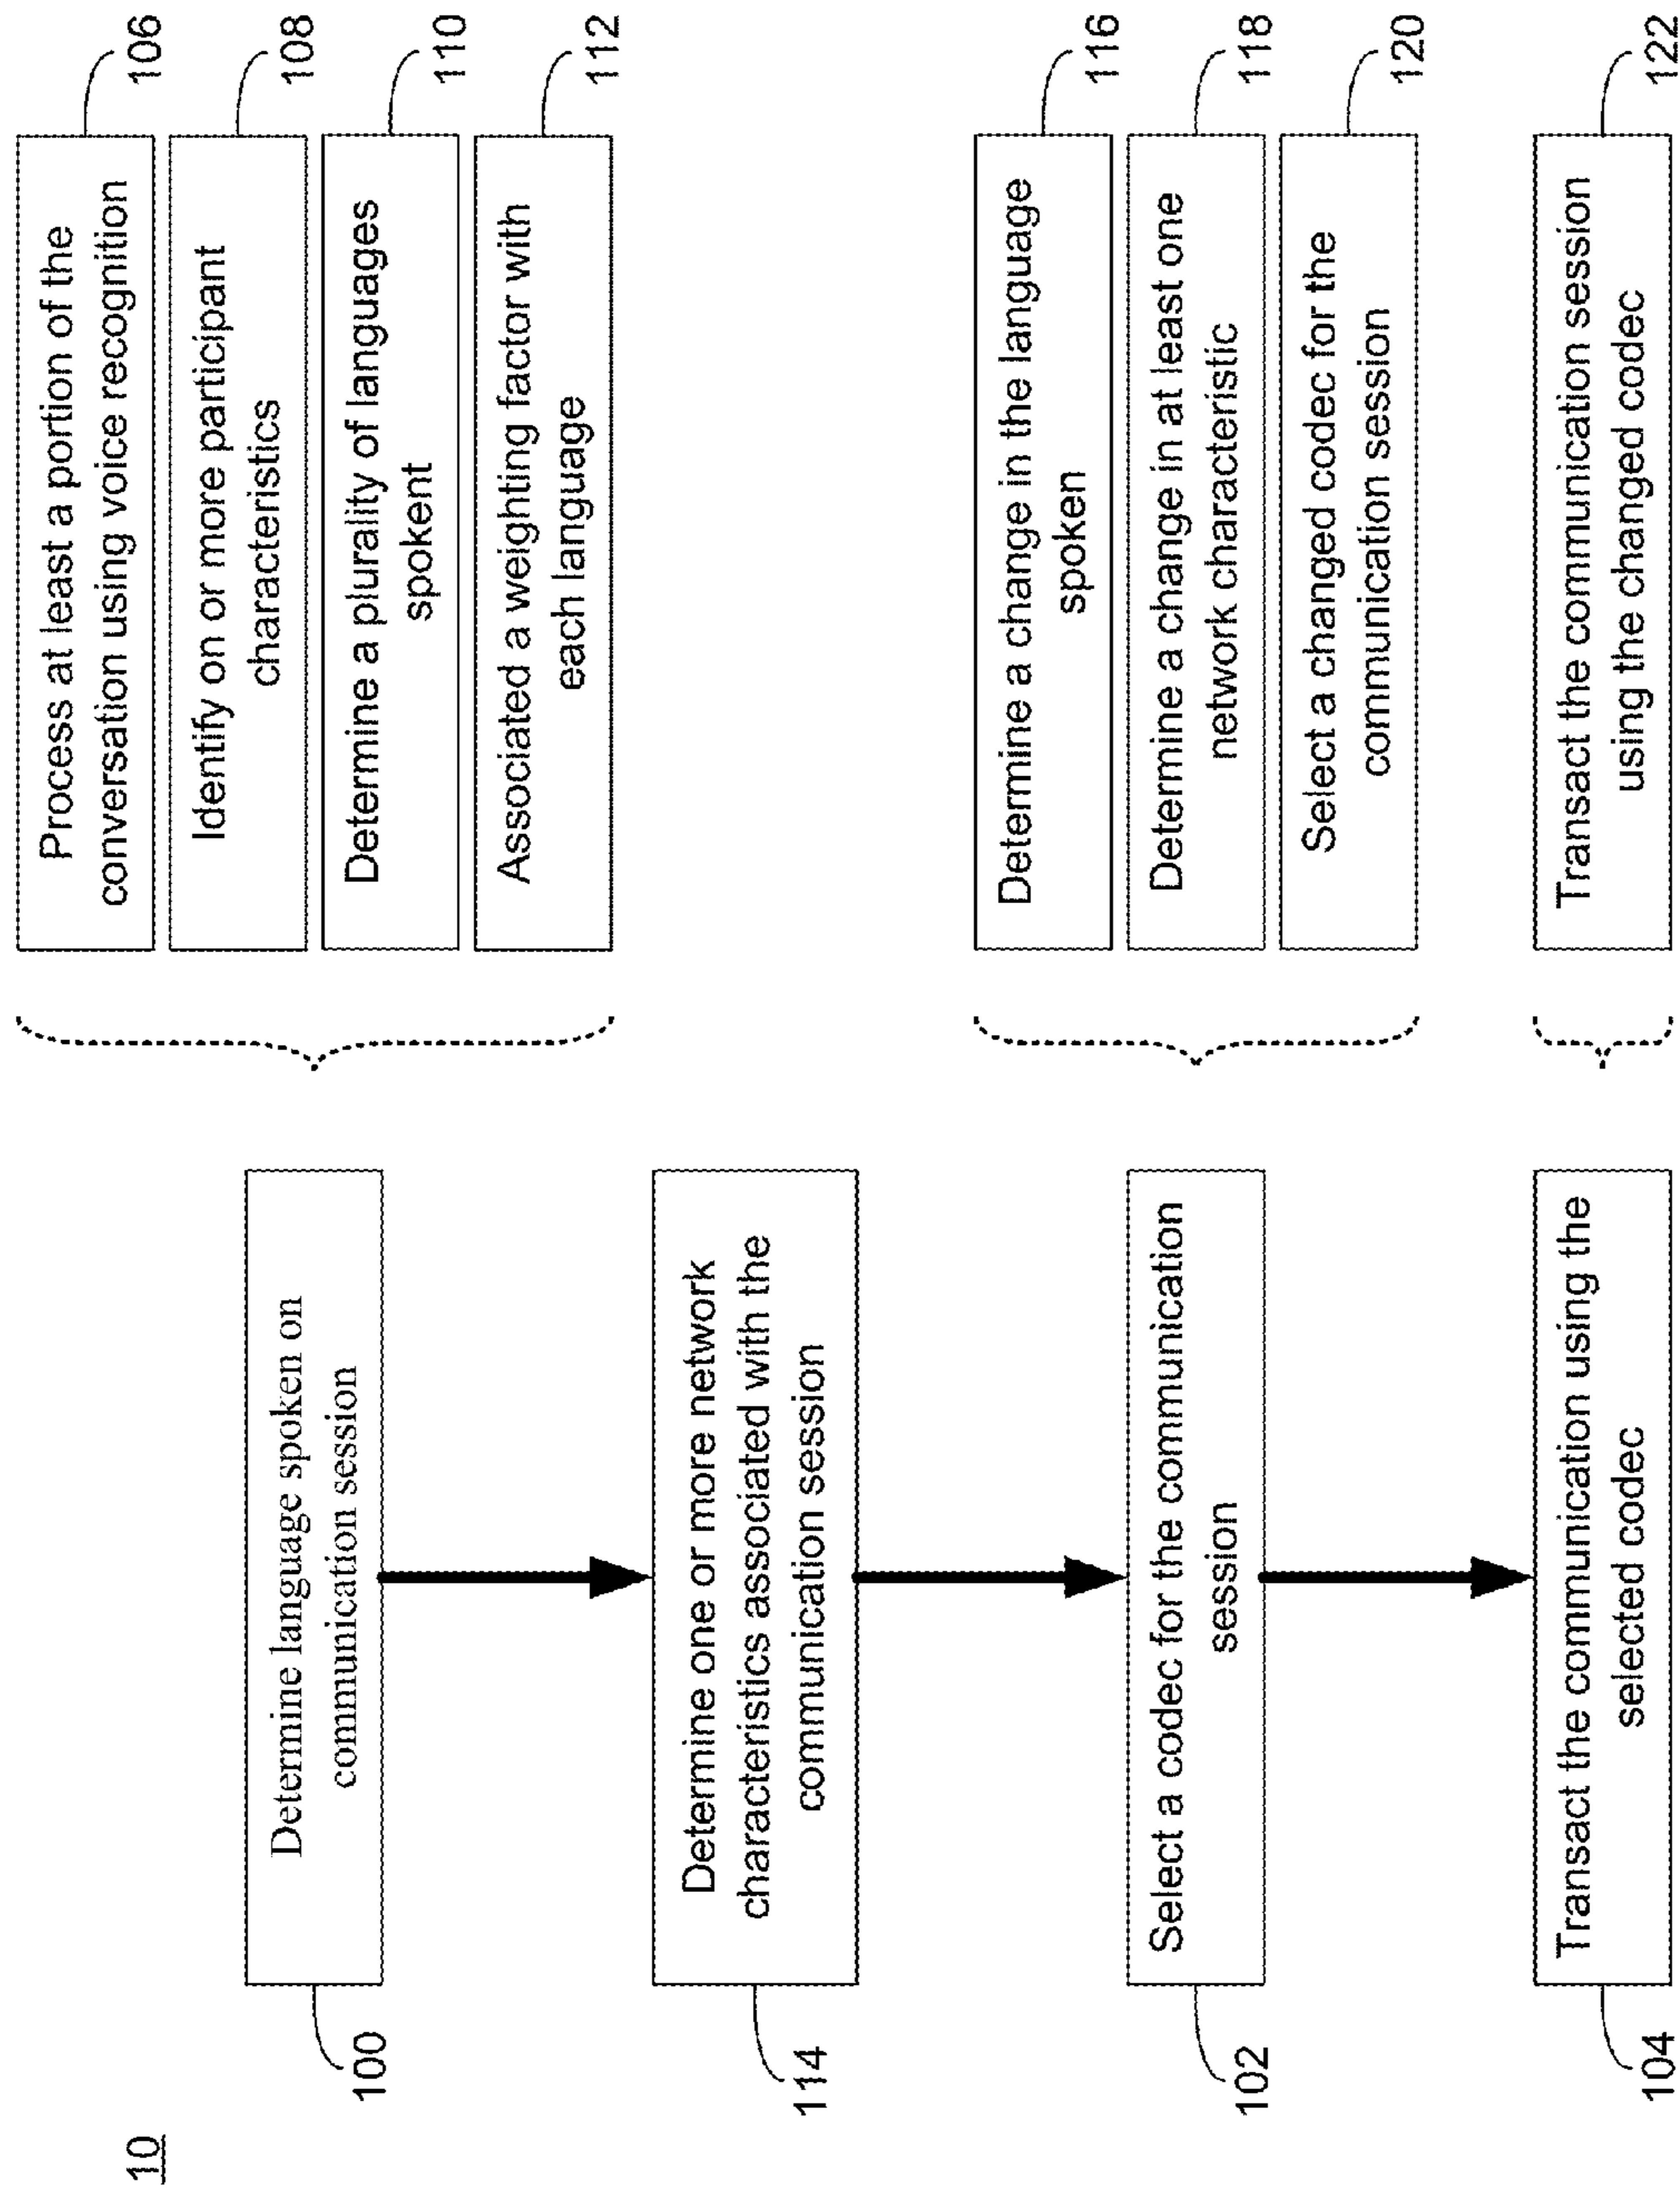 10
100
Determine language spoken on
communication session
114
Determine one or more network
characteristics associated with the
communication session
102
Select a codec for the communication
session
104
Transact the communication using the
selected codec
Process at least a portion of the
conversation using voice recognition
106
Identify on or more participant
characteristics
108
Determine a plurality of languages
spokent
110
Associated a weighting factor with
each language
112
Determine a change in the language
spoken
116
Determine a change in at least one
network characteristic
118
Select a changed codec for the
communication session
120
Transact the communication session
using the changed codec
122